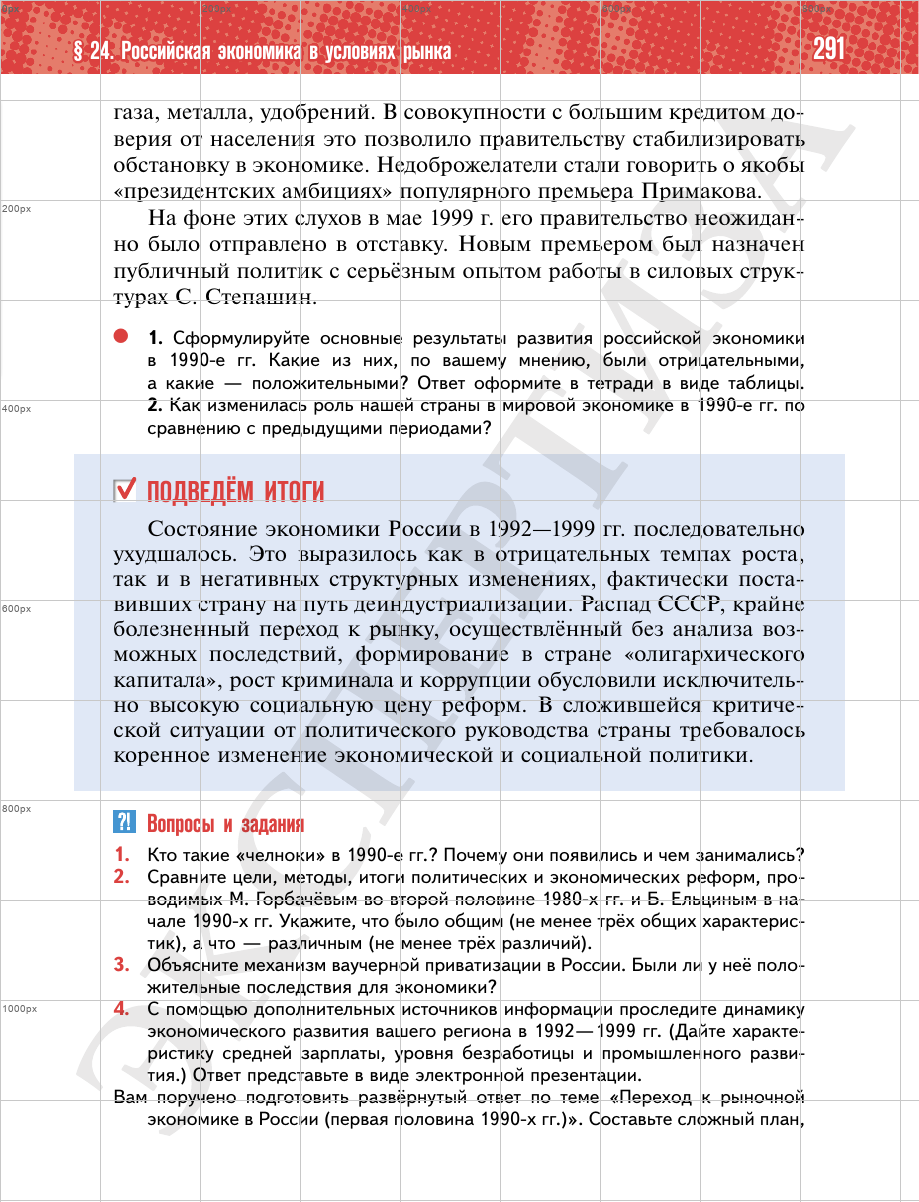 § 24. Российская экономика в условиях рынка 291
газа, металла, удобрений. В совокупности с большим кредитом до-
верия от населения это позволило правительству стабилизировать
обстановку в экономике. Недоброжелатели стали говорить о якобы
«президентских амбициях» популярного премьера Примакова.
На фоне этих слухов в мае 1999 г. его правительство неожидан-
но было отправлено в отставку. Новым премьером был назначен
публичный политик с серьёзным опытом работы в силовых струк-
турах С. Степашин.
1. Сформулируйте основные результаты развития российской экономики
в 1990-е гг. Какие из них, по вашему мнению, были отрицательными,
а какие — положительными? Ответ оформите в тетради в виде таблицы.
2. Как изменилась роль нашей страны в мировой экономике в 1990-е гг. по
сравнению с предыдущими периодами?
ПОДВЕДЁМ ИТОГИ
Состояние экономики России в 1992—1999 гг. последовательно
ухудшалось. Это выразилось как в отрицательных темпах роста,
так и в негативных структурных изменениях, фактически поста-
вивших страну на путь деиндустриализации. Распад СССР, крайне
болезненный переход к рынку, осуществлённый без анализа воз-
можных последствий, формирование в стране «олигархического
капитала», рост криминала и коррупции обусловили исключитель-
но высокую социальную цену реформ. В сложившейся критиче-
ской ситуации от политического руководства страны требовалось
коренное изменение экономической и социальной политики.
?! Вопросы и задания
1. Кто такие «челноки» в 1990-е гг.? Почему они появились и чем занимались?
2. Сравните цели, методы, итоги политических и экономических реформ, про-
водимых М. Горбачёвым во второй половине 1980-х гг. и Б. Ельциным в на-
чале 1990-х гг. Укажите, что было общим (не менее трёх общих характерис-
тик), а что — различным (не менее трёх различий).
3. Объясните механизм ваучерной приватизации в России. Были ли у неё поло-
жительные последствия для экономики?
4. С помощью дополнительных источников информации проследите динамику
экономического развития вашего региона в 1992—1999 гг. (Дайте характе-
ристику средней зарплаты, уровня безработицы и промышленного разви-
тия.) Ответ представьте в виде электронной презентации.
Вам поручено подготовить развёрнутый ответ по теме «Переход к рыночной
экономике в России (первая половина 1990-х гг.)». Составьте сложный план,
ЭКСПЕРТИЗА
200px
400px
600px
800px
1000px